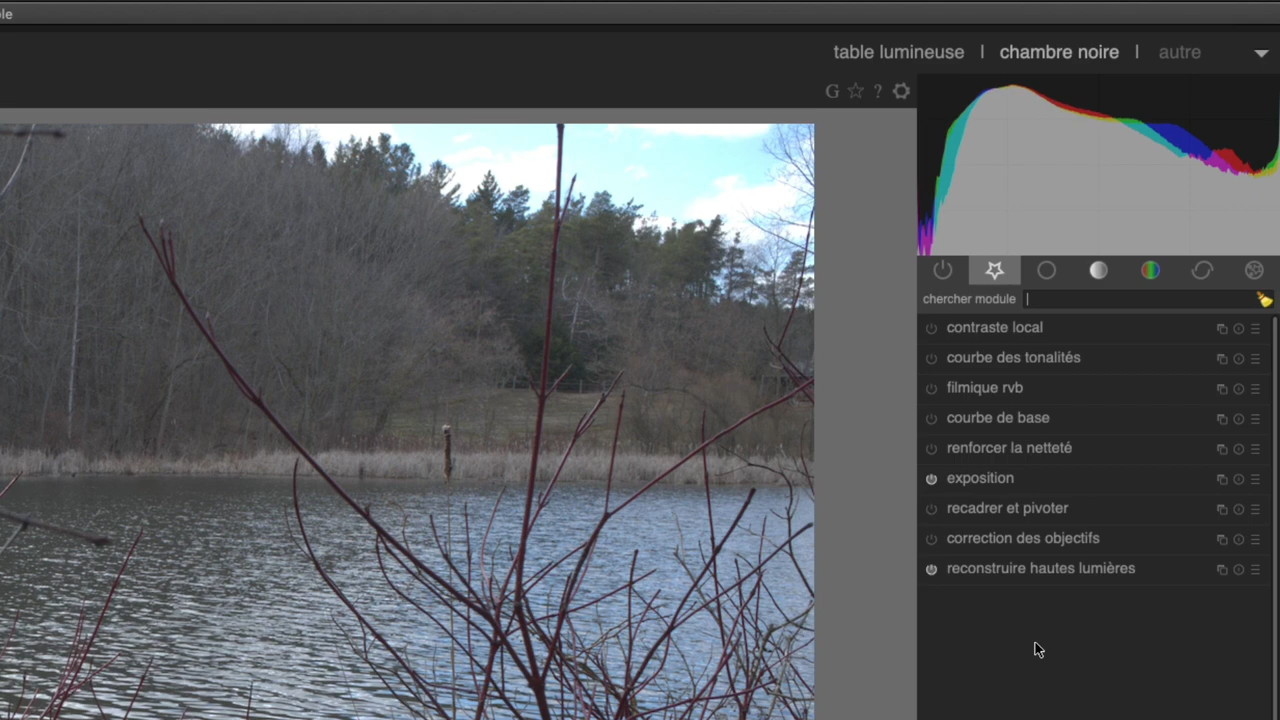 ble
table lumineuse | chambre noire | autre
G ?
chercher module
contraste local
courbe des tonalités
filmique rvb
courbe de base
renforcer la netteté
exposition
recadrer et pivoter
correction des objectifs
reconstruire hautes lumières